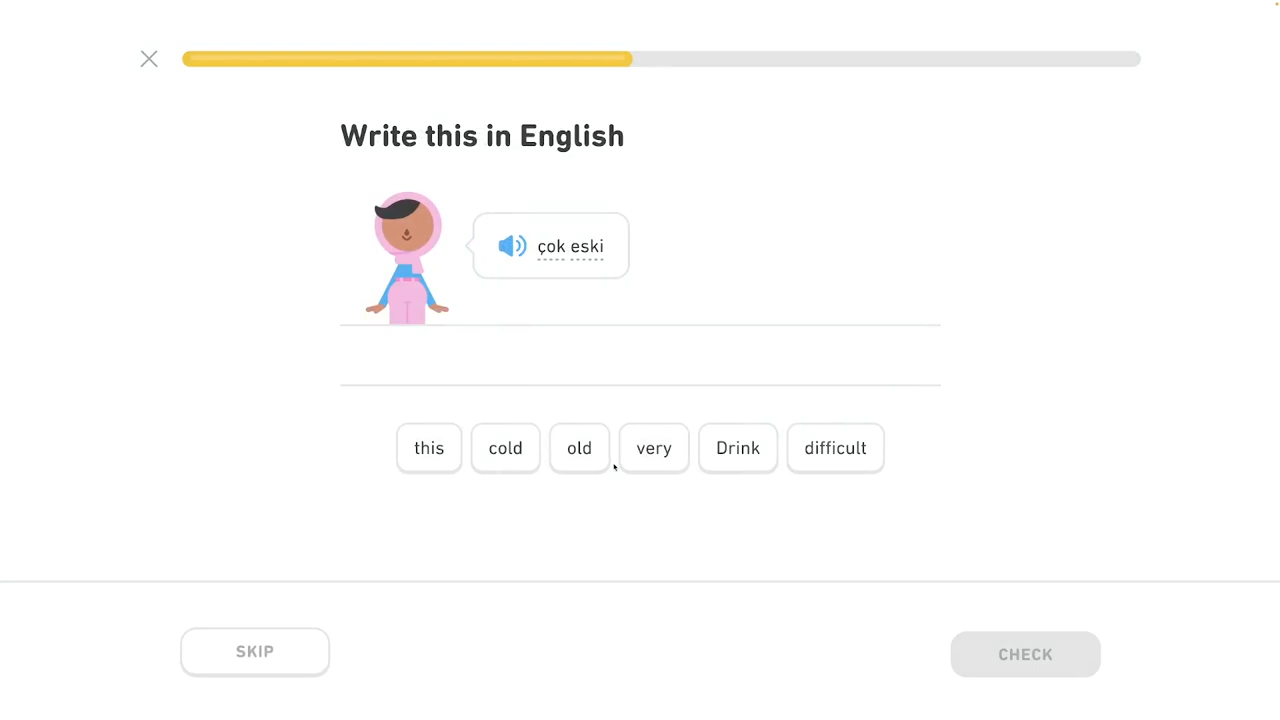 Write this in English
çok eski
this cold old very Drink difficult
SKIP CHECK